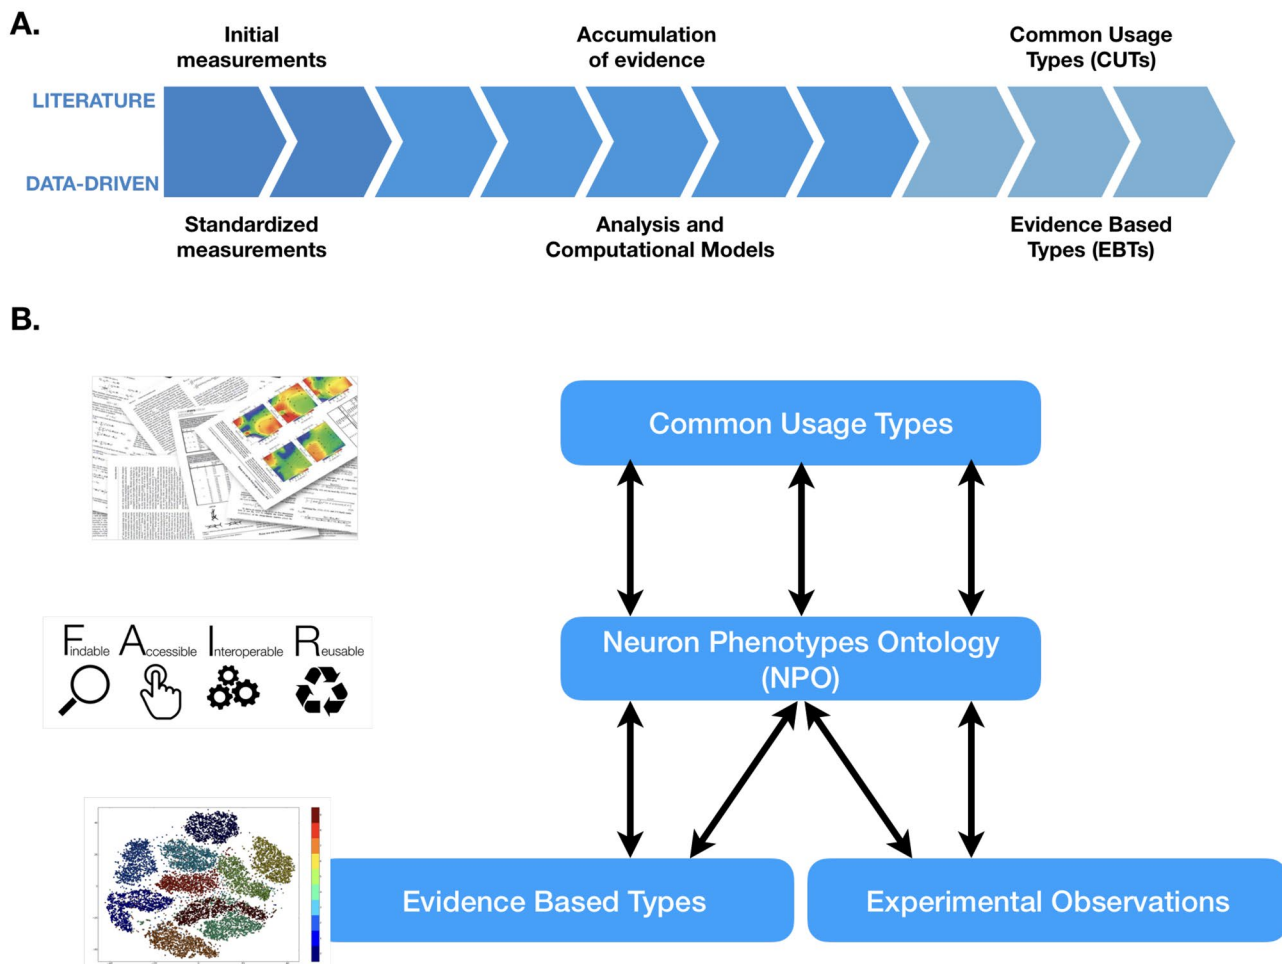 A.
Initial
measurements
Accumulation
of evidence
Common Usage
Types (CUTs)
LITERATURE
DATA-DRIVEN
Standardized
measurements
Analysis and
Computational Models
Evidence Based
Types (EBTs)
B.
Common Usage Types
Findable Accessible Interoperable Reusable
Neuron Phenotypes Ontology
(NPO)
Evidence Based Types
Experimental Observations